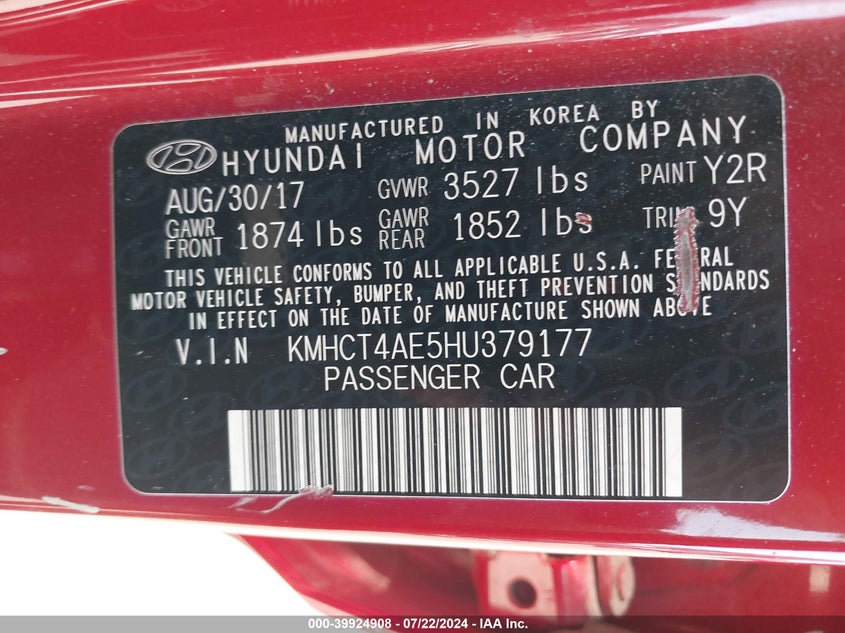 MANUFACTURED IN KOREA BY
HYUNDAI MOTOR COMPANY
AUG/30/17 GVWR 3527 lbs PAINT Y2R
GAWR FRONT 1874 lbs GAWR REAR 1852 lbs TRIM 9Y
THIS VEHICLE CONFORMS TO ALL APPLICABLE U.S.A. FEDERAL
MOTOR VEHICLE SAFETY, BUMPER, AND THEFT PREVENTION STANDARDS
IN EFFECT ON THE DATE OF MANUFACTURE SHOWN ABOVE
V.I.N KMHCT4AE5HU379177
PASSENGER CAR
000-39924908 - 07/22/2024 - IAA Inc.